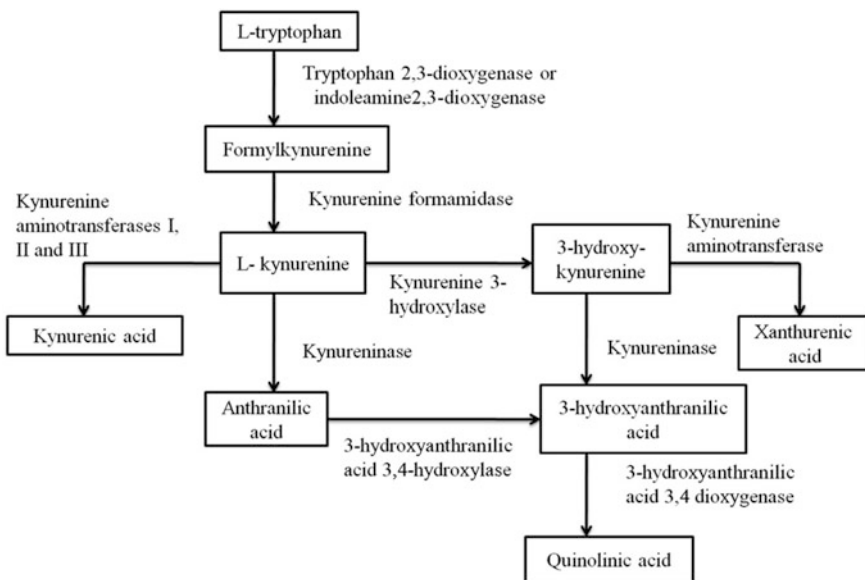 L-tryptophan
Tryptophan 2,3-dioxygenase or
indoleamine2,3-dioxygenase
Formylkynurenine
Kynurenine formamidase
Kynurenine
aminotransferases I,
II and III
L- kynurenine
Kynurenine 3-
hydroxylase
3-hydroxy-
kynurenine
Kynurenine
aminotransferase
Kynurenic acid
Kynureninase
Kynureninase
Xanthurenic
acid
Anthranilic
acid
3-hydroxyanthranilic
acid 3,4-hydroxylase
3-hydroxyanthranilic
acid
3-hydroxyanthranilic
acid 3,4 dioxygenase
Quinolinic acid